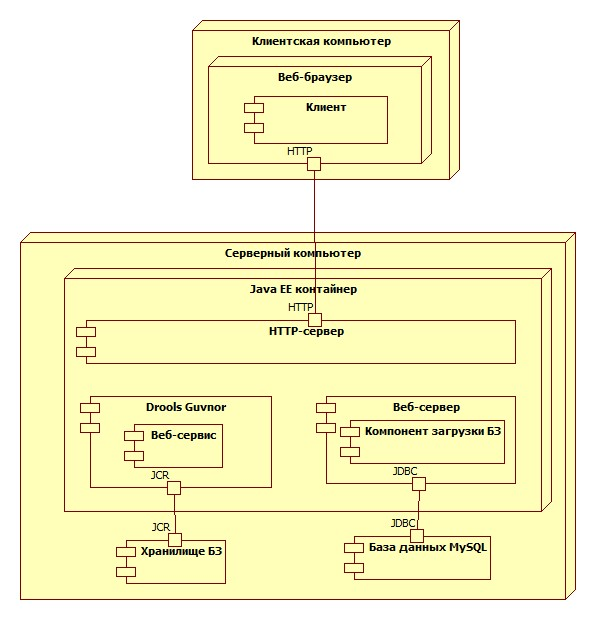 Клиентская компьютер
Веб-браузер
Клиент
HTTP
Серверный компьютер
Java EE контайнер
HTTP
HTTP-сервер
Drools Guvnor
Веб-сервер
Веб-сервис
Компонент загрузки БЗ
JCR
JDBC
JCR
JDBC
Хранилище БЗ
База данных MySQL